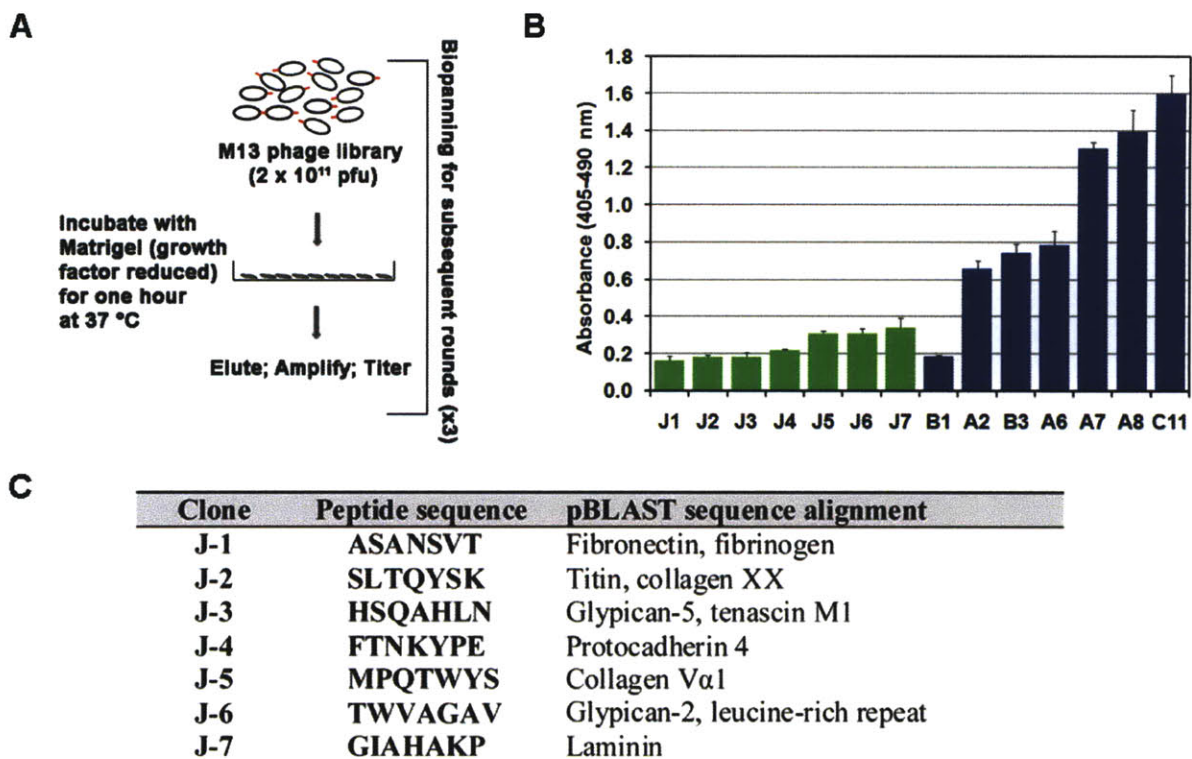 A
M13 phage library
(2 x 10¹¹ pfu)
Incubate with
Matrigel (growth
factor reduced)
for one hour
at 37 ºC
Elute; Amplify; Titer
Biopanning for subsequent rounds (x3)
B
Absorbance (405-490 nm)
1.8
1.6
1.4
1.2
1.0
0.8
0.6
0.4
0.2
0.0
J1 J2 J3 J4 J5 J6 J7 B1 A2 B3 A6 A7 A8 C11
C
Clone Peptide sequence pBLAST sequence alignment
J-1 ASANSVT Fibronectin, fibrinogen
J-2 SLTQYSK Titin, collagen XX
J-3 HSQAHLN Glypican-5, tenascin M1
J-4 FTNKYPE Protocadherin 4
J-5 MPQTWYS Collagen Vα1
J-6 TWVAGAV Glypican-2, leucine-rich repeat
J-7 GIAHAKP Laminin